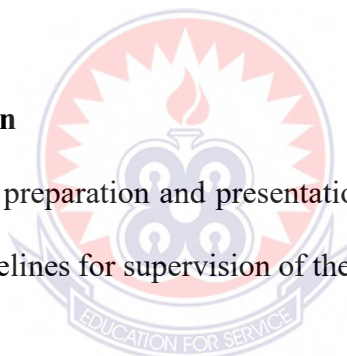 n
preparation and presentatio
elines for supervision of the
EDUCATION FOR SERVICE